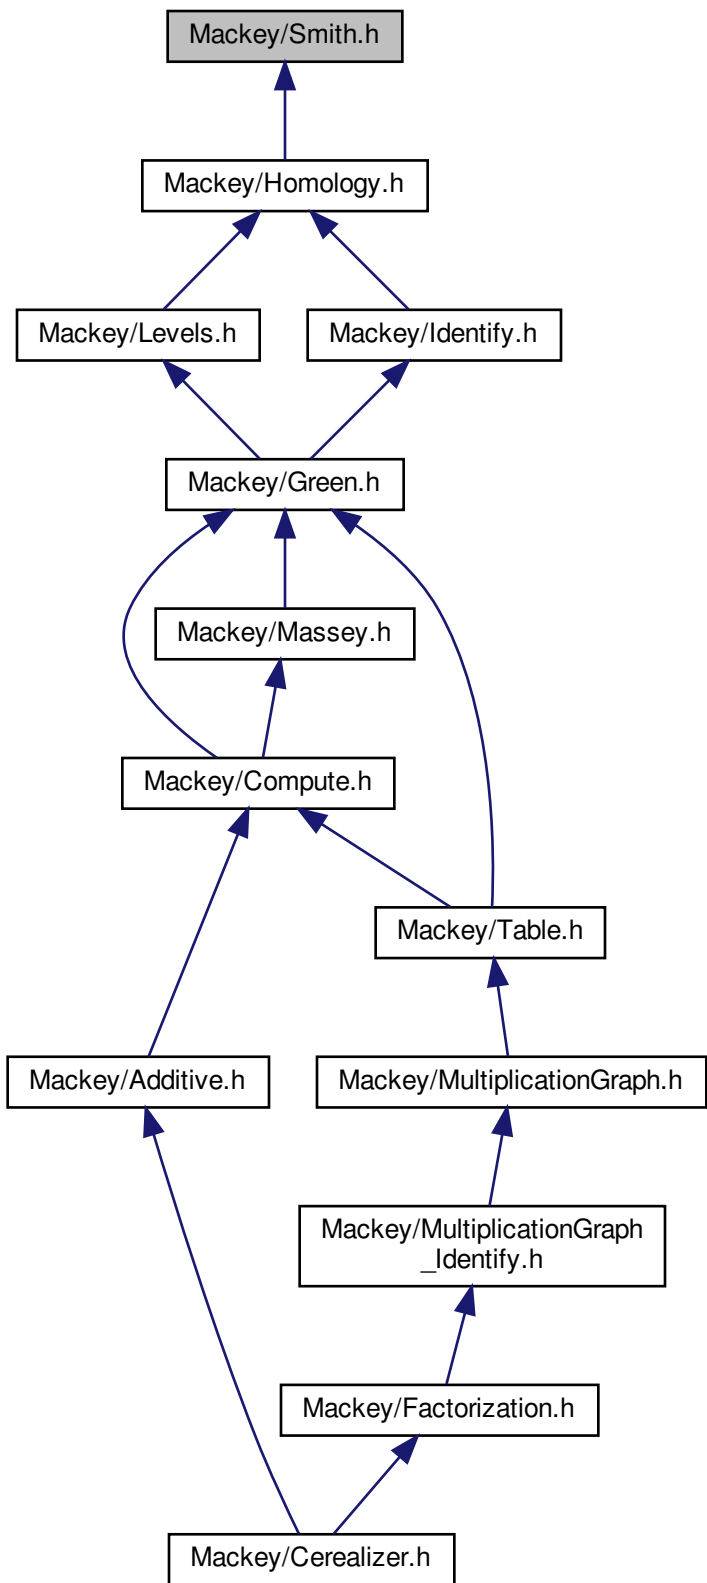 Mackey/Smith.h
Mackey/Homology.h
Mackey/Levels.h
Mackey/Identify.h
Mackey/Green.h
Mackey/Massey.h
Mackey/Compute.h
Mackey/Table.h
Mackey/Additive.h
Mackey/MultiplicationGraph.h
Mackey/MultiplicationGraph
_Identify.h
Mackey/Factorization.h
Mackey/Cerealizer.h